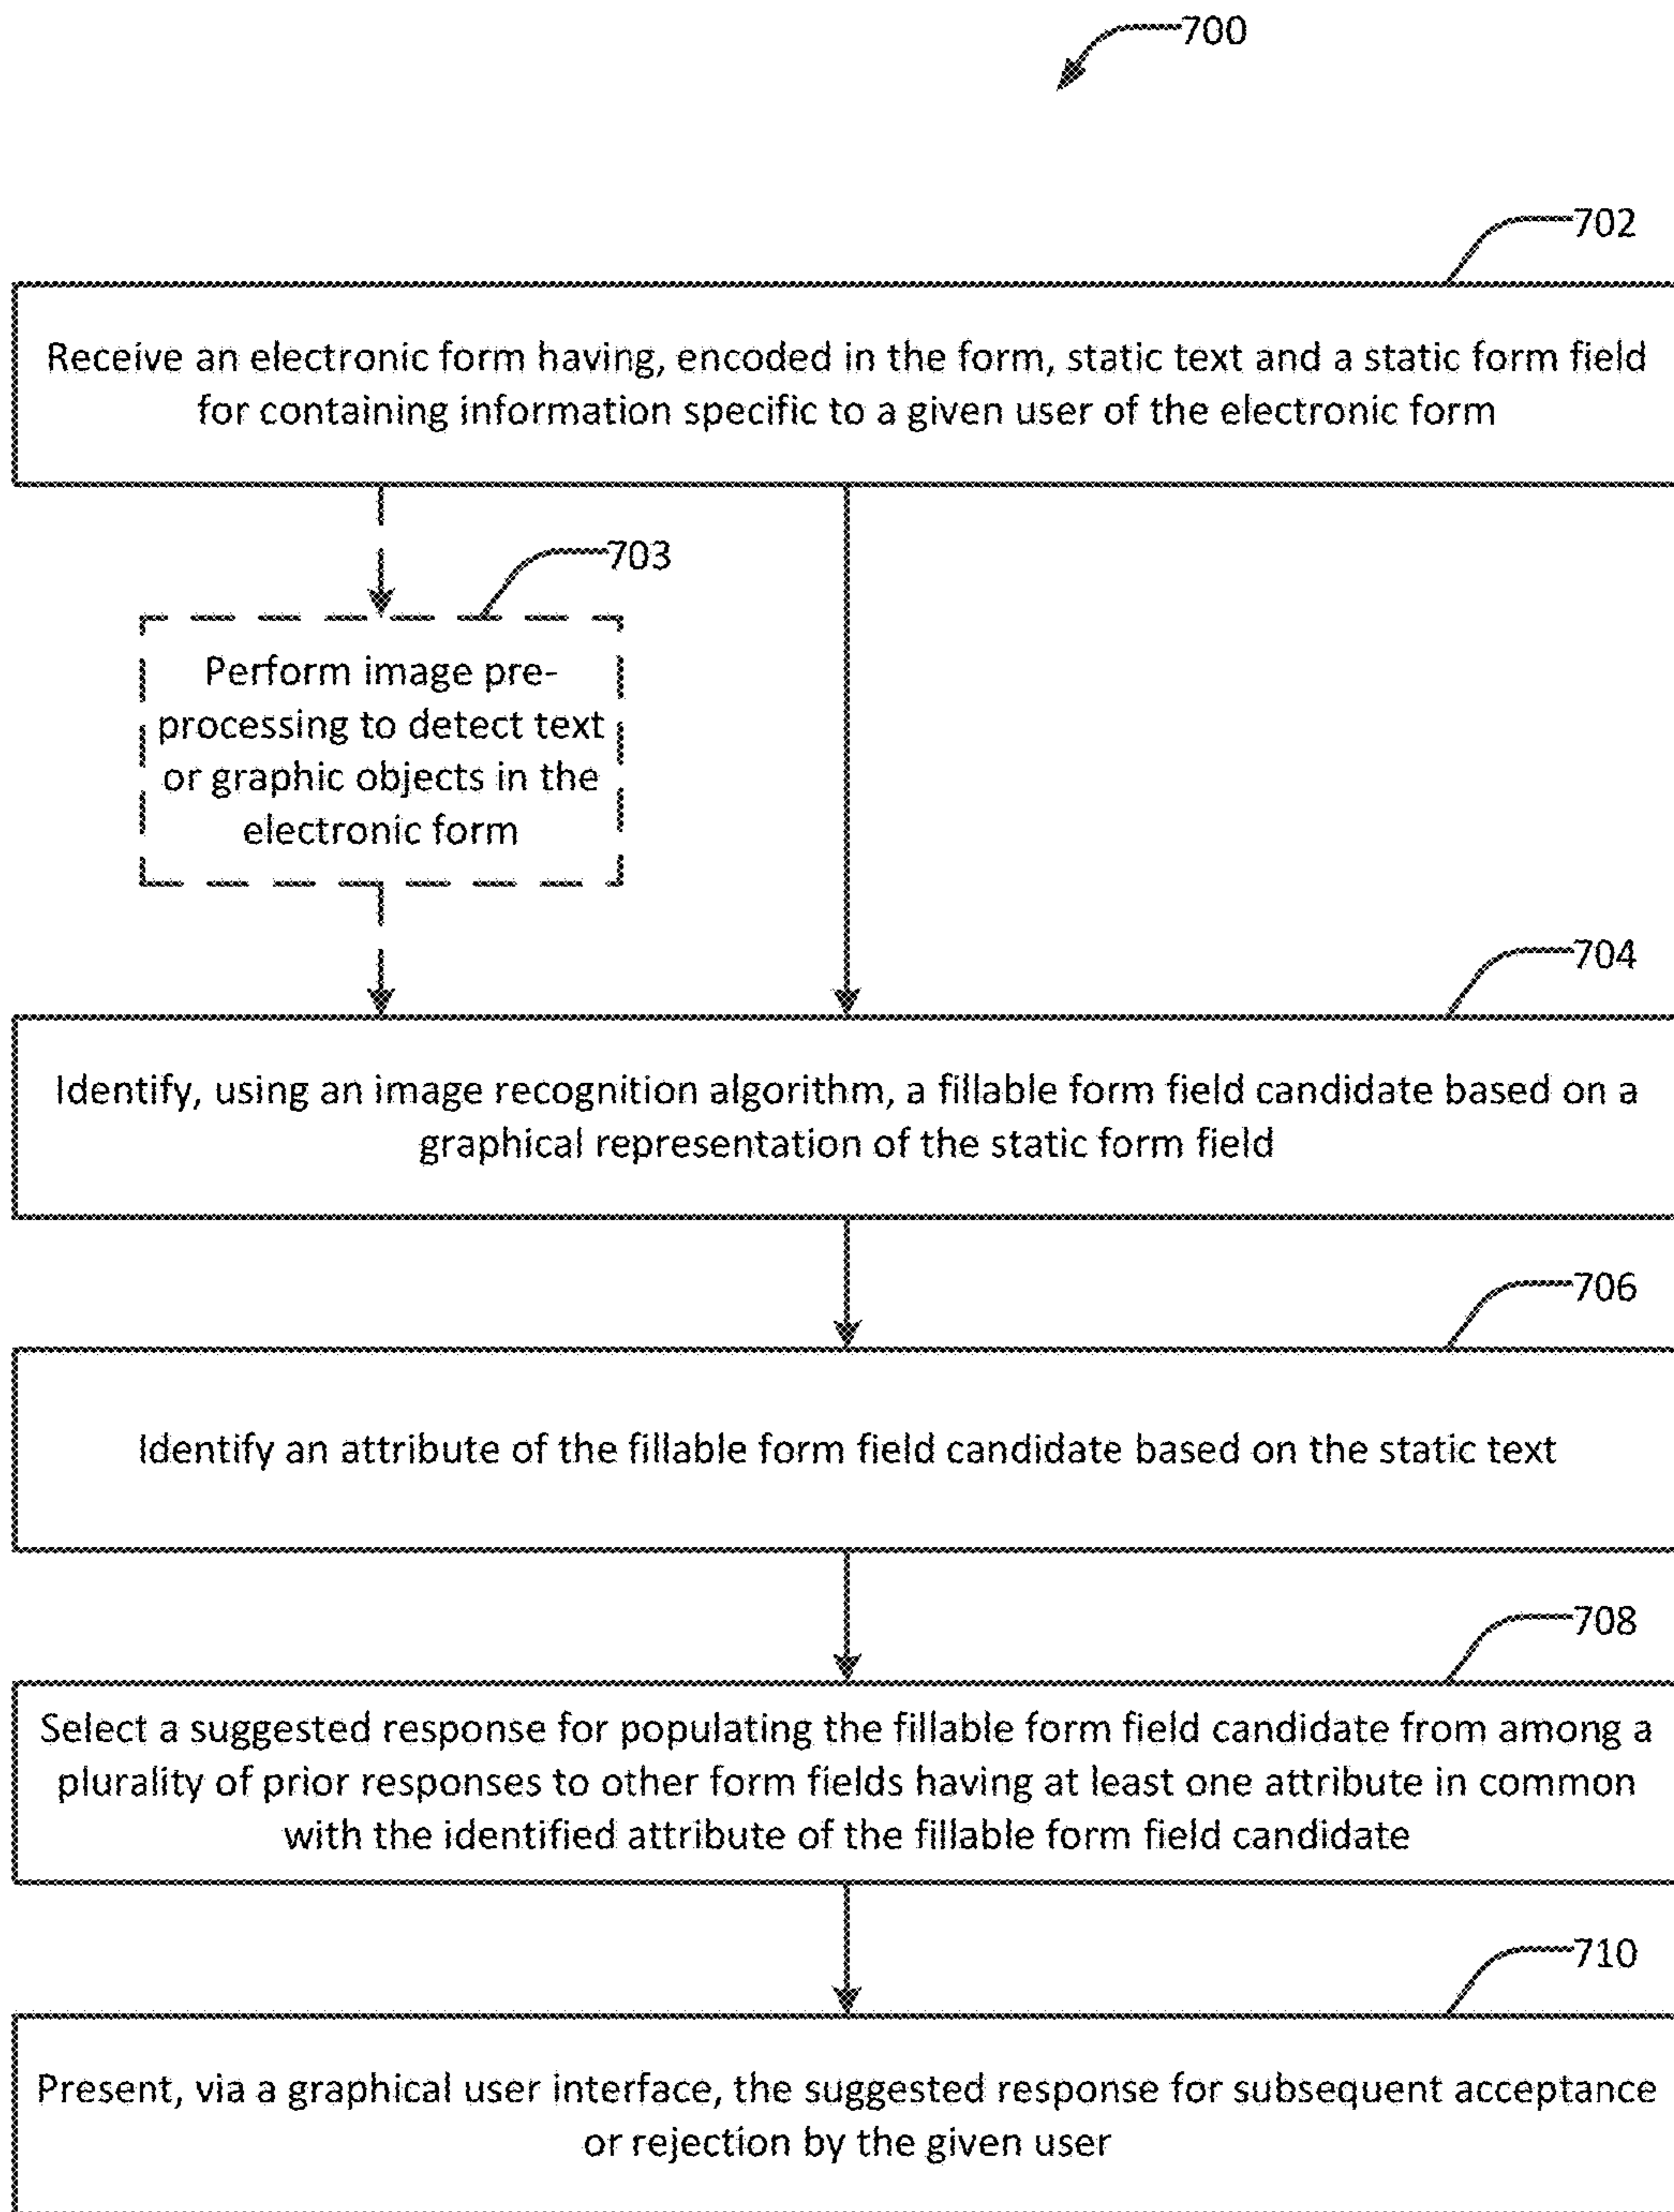 700
702
Receive an electronic form having, encoded in the form, static text and a static form field
for containing information specific to a given user of the electronic form
703
Perform image pre-
processing to detect text
or graphic objects in the
electronic form
704
Identify, using an image recognition algorithm, a fillable form field candidate based on a
graphical representation of the static form field
706
Identify an attribute of the fillable form field candidate based on the static text
708
Select a suggested response for populating the fillable form field candidate from among a
plurality of prior responses to other form fields having at least one attribute in common
with the identified attribute of the fillable form field candidate
710
Present, via a graphical user interface, the suggested response for subsequent acceptance
or rejection by the given user